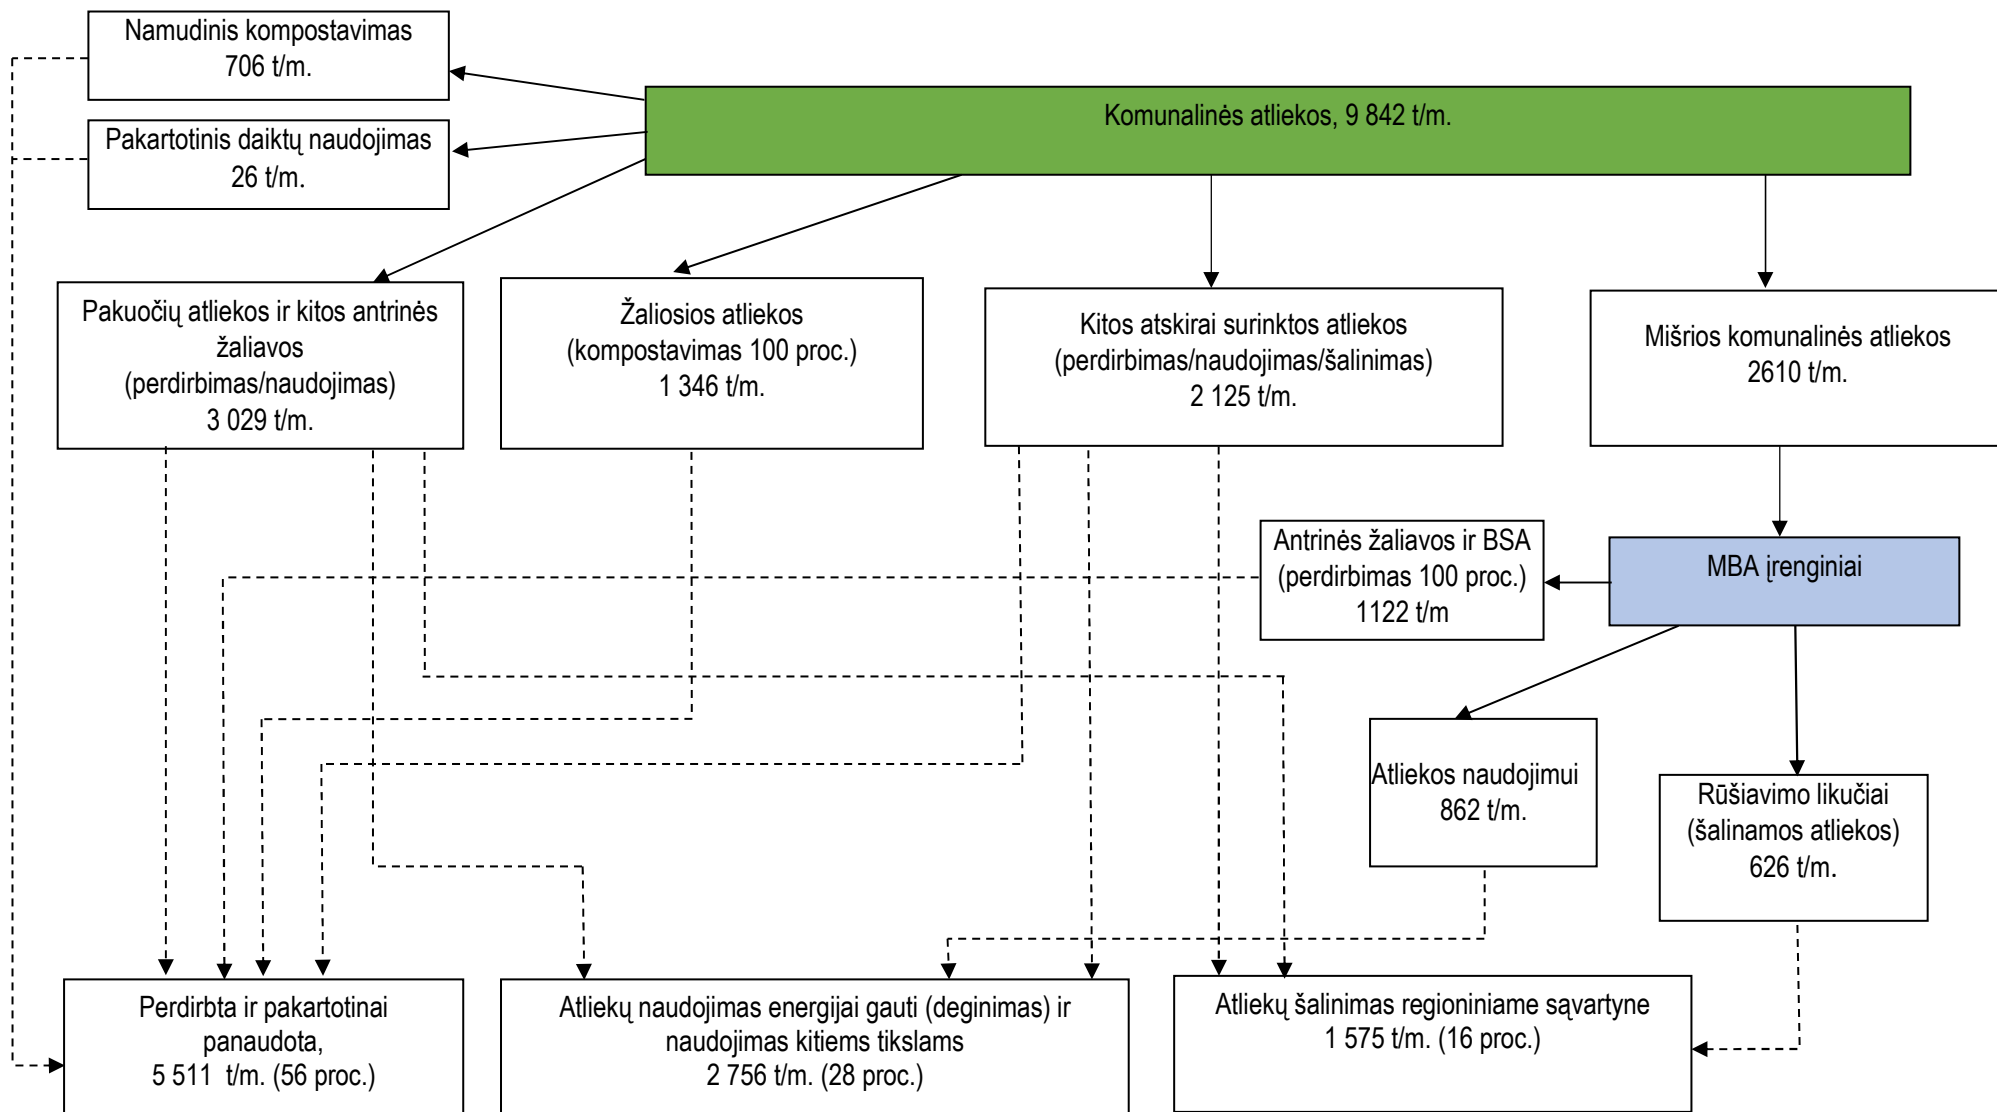 Namudinis kompostavimas
706 t/m.
Komunalinės atliekos, 9 842 t/m.
Pakartotinis daiktų naudojimas
26 t/m.
Pakuočių atliekos ir kitos antrinės
žaliavos
(perdirbimas/naudojimas)
3 029 t/m.
Žaliosios atliekos
(kompostavimas 100 proc.)
1 346 t/m.
Kitos atskirai surinktos atliekos
(perdirbimas/naudojimas/šalinimas)
2 125 t/m.
Mišrios komunalinės atliekos
2610 t/m.
Antrinės žaliavos ir BSA
(perdirbimas 100 proc.)
1122 t/m
MBA įrenginiai
Atliekos naudojimui
862 t/m.
Rūšiavimo likučiai
(šalinamos atliekos)
626 t/m.
Perdirbta ir pakartotinai
panaudota,
5 511 t/m. (56 proc.)
Atliekų naudojimas energijai gauti (deginimas) ir
naudojimas kitiems tikslams
2 756 t/m. (28 proc.)
Atliekų šalinimas regioniniame sąvartyne
1 575 t/m. (16 proc.)